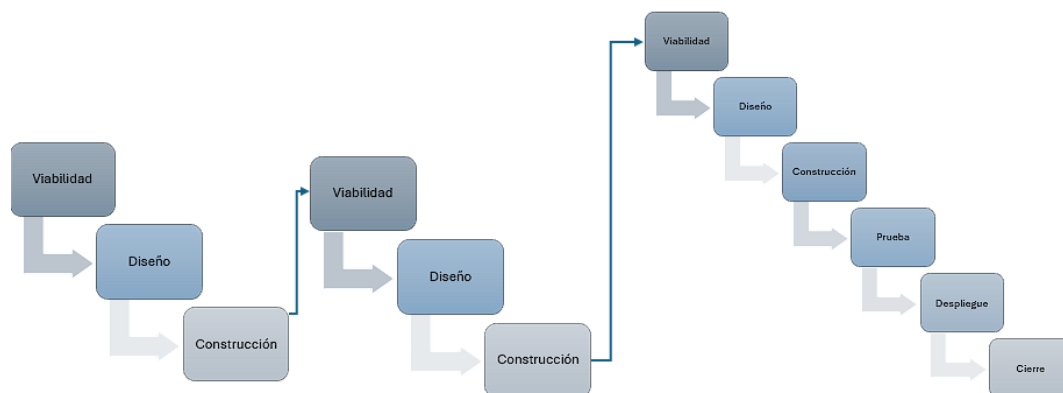 Viabilidad
Diseño
Construcción
Viabilidad
Diseño
Construcción
Viabilidad
Diseño
Construcción
Prueba
Despliegue
Cierre